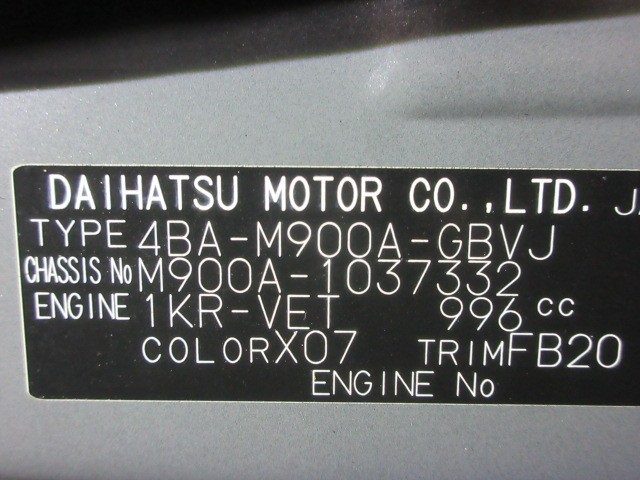 DAIHATSU MOTOR CO.,LTD. J
TYPE 4BA-M900A-GBVJ
CHASSIS No M900A-1037332
ENGINE 1KR-VET 996 cc
COLOR X07 TRIM FB20
ENGINE No